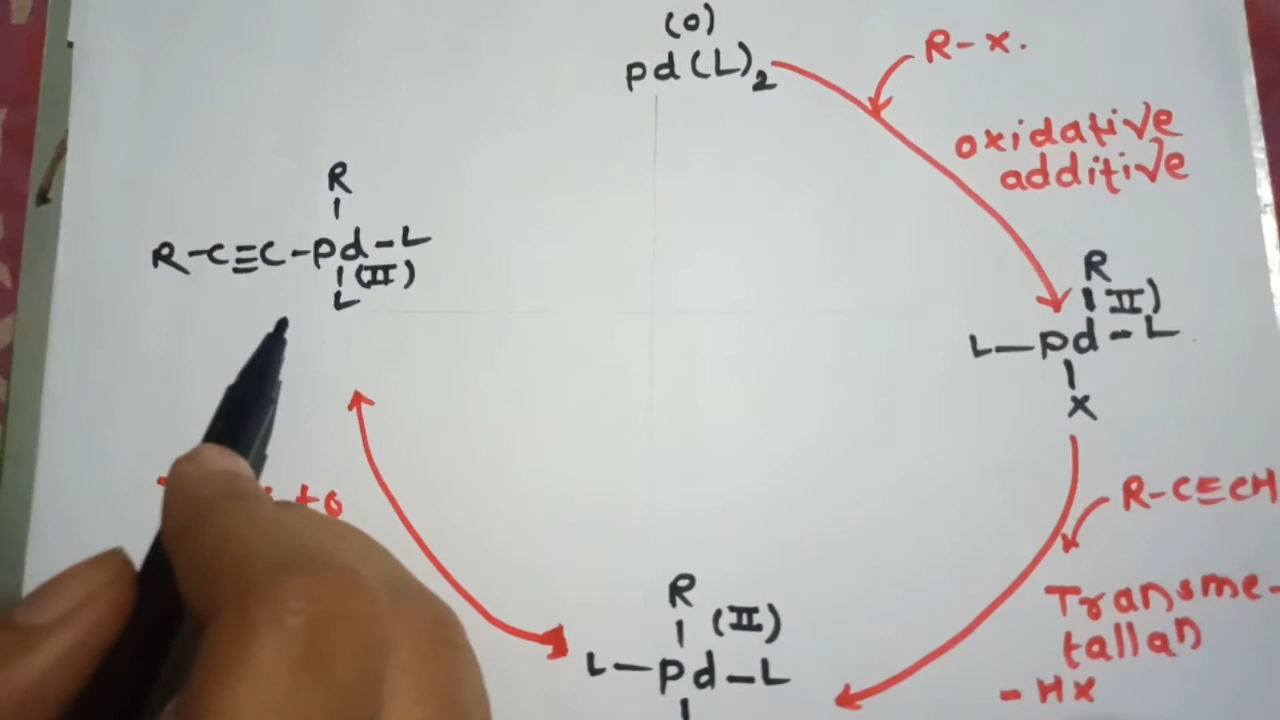 (0)
pd(L)2
R-x.
oxidative
additive
R
R-C≡C-Pd-L
(II)
L
R
(II)
L-Pd-L
X
R-C≡CH
Transme-
tallan
- HX
R
(II)
L-Pd-L